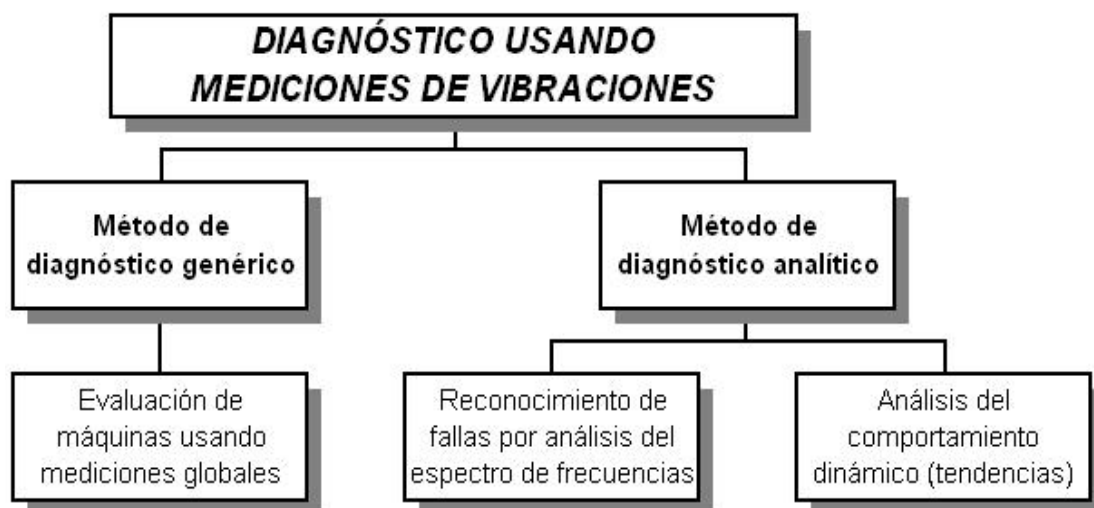 DIAGNÓSTICO USANDO
MEDICIONES DE VIBRACIONES
Método de
diagnóstico genérico
Método de
diagnóstico analítico
Evaluación de
máquinas usando
mediciones globales
Reconocimiento de
fallas por análisis del
espectro de frecuencias
Análisis del
comportamiento
dinámico (tendencias)